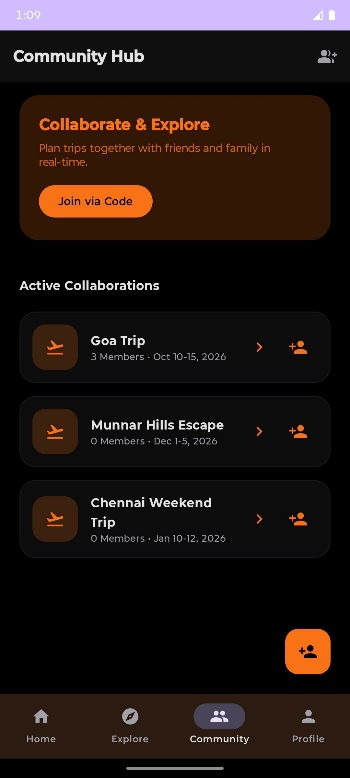 1:09
Community Hub
Collaborate & Explore
Plan trips together with friends and family in
real-time.
Join via Code
Active Collaborations
Goa Trip
3 Members • Oct 10-15, 2026
Munnar Hills Escape
0 Members • Dec 1-5, 2026
Chennai Weekend
Trip
0 Members • Jan 10-12, 2026
Home
Explore
Community
Profile